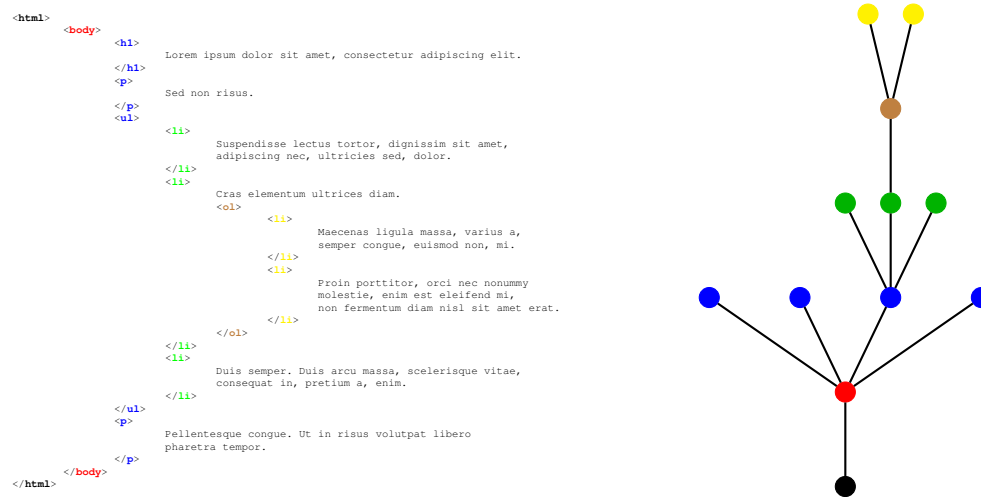 <html>
<body>
<h1>
Lorem ipsum dolor sit amet, consectetur adipiscing elit.
</h1>
<p>
Sed non risus.
</p>
<ul>
<li>
Suspendisse lectus tortor, dignissim sit amet,
adipiscing nec, ultricies sed, dolor.
</li>
<li>
Cras elementum ultrices diam.
<ol>
<li>
Maecenas ligula massa, varius a,
semper congue, euismod non, mi.
</li>
<li>
Proin porttitor, orci nec nonummy
molestie, enim est eleifend mi,
non fermentum diam nisl sit amet erat.
</li>
</ol>
</li>
<li>
Duis semper. Duis arcu massa, scelerisque vitae,
consequat in, pretium a, enim.
</li>
</ul>
<p>
Pellentesque congue. Ut in risus volutpat libero
pharetra tempor.
</p>
</body>
</html>